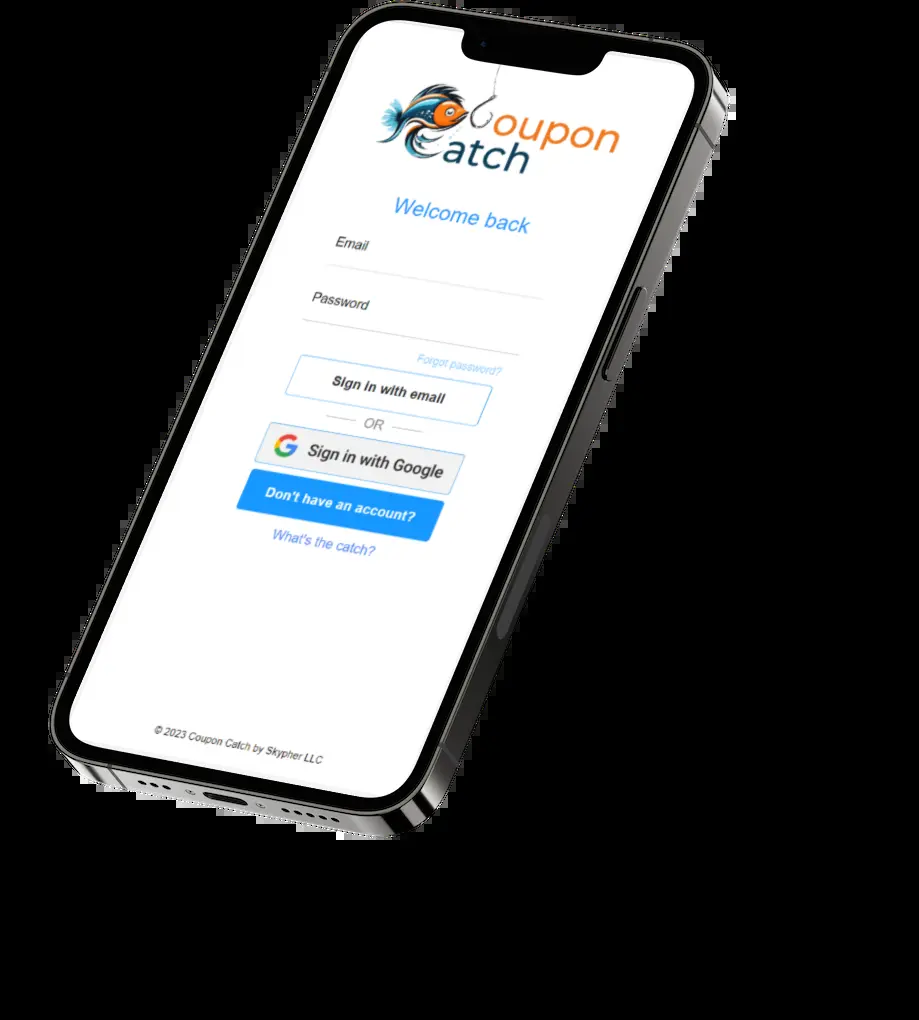 Coupon
Catch
Welcome back
Email
Password
Forgot password?
Sign in with email
OR
Sign in with Google
Don't have an account?
What's the catch?
© 2023 Coupon Catch by Skypher LLC